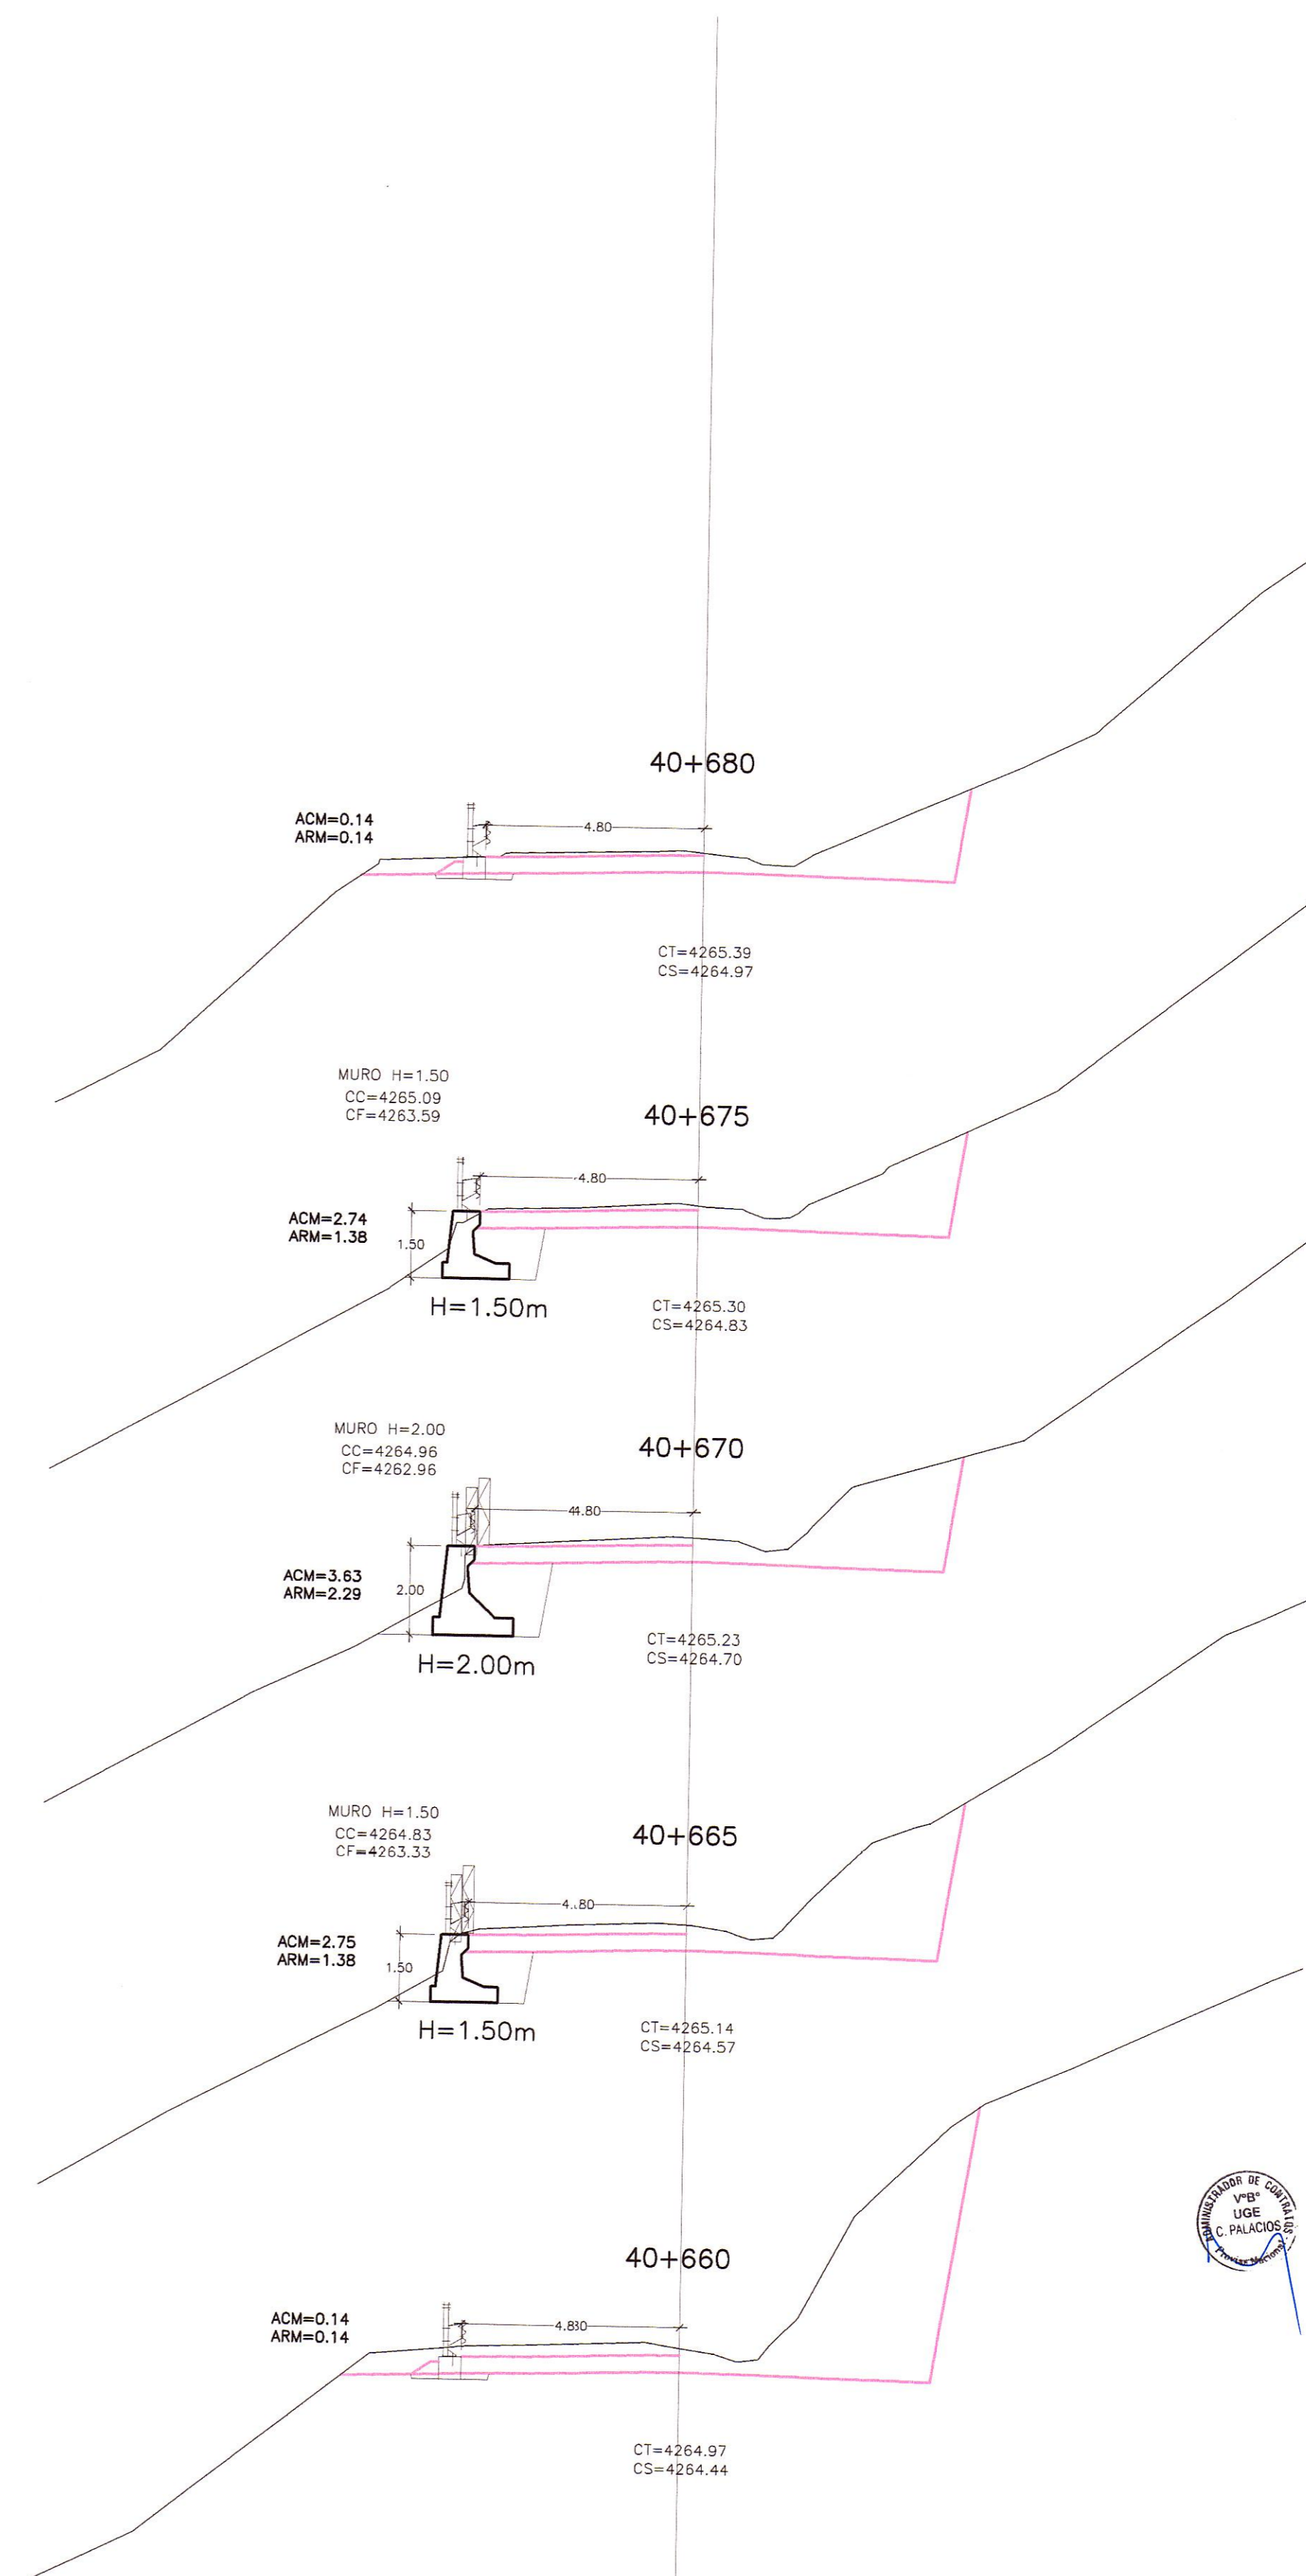 40+680
ACM=0.14
ARM=0.14
4.80
CT=4265.39
CS=4264.97
MURO H=1.50
CC=4265.09
CF=4263.59
40+675
4.80
ACM=2.74
ARM=1.38
1.50
H=1.50m
CT=4265.30
CS=4264.83
MURO H=2.00
CC=4264.96
CF=4262.96
40+670
ACM=3.63
ARM=2.29
2.00
H=2.00m
CT=4265.23
CS=4264.70
MURO H=1.50
CC=4264.83
CF=4263.33
40+665
ACM=2.75
ARM=1.38
1.50
H=1.50m
CT=4265.14
CS=4264.57
40+660
ACM=0.14
ARM=0.14
CT=4264.97
CS=4264.44
ADMINISTRADOR DE CONTRATOS
V°B°
UGE
C. PALACIOS
Provias Nacional